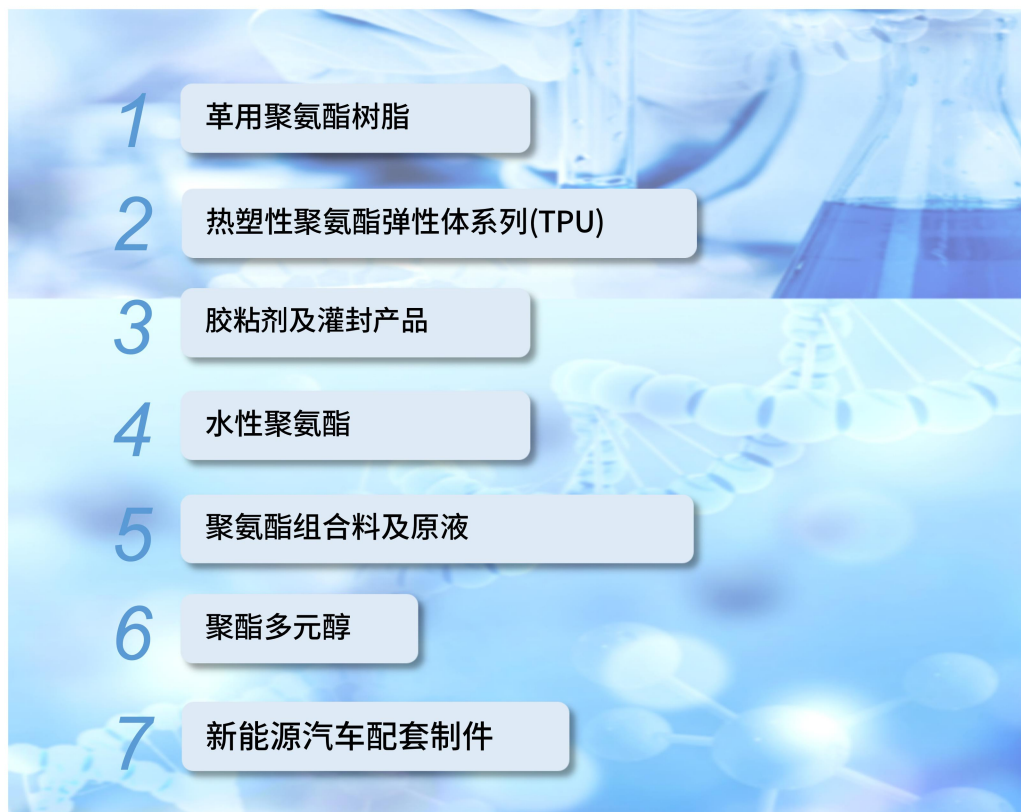 1 革用聚氨酯树脂
2 热塑性聚氨酯弹性体系列(TPU)
3 胶粘剂及灌封产品
4 水性聚氨酯
5 聚氨酯组合料及原液
6 聚酯多元醇
7 新能源汽车配套制件